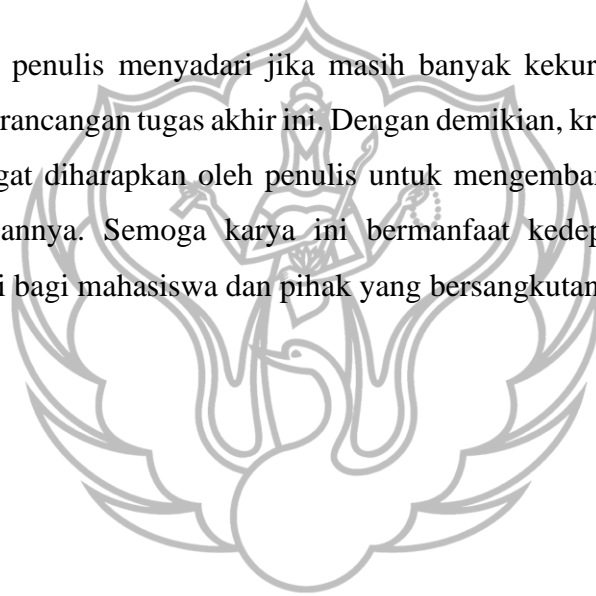 penulis menyadari jika masih banyak kekur
rancangan tugas akhir ini. Dengan demikian, kr
gat diharapkan oleh penulis untuk mengembar
annya. Semoga karya ini bermanfaat kedep
i bagi mahasiswa dan pihak yang bersangkutan